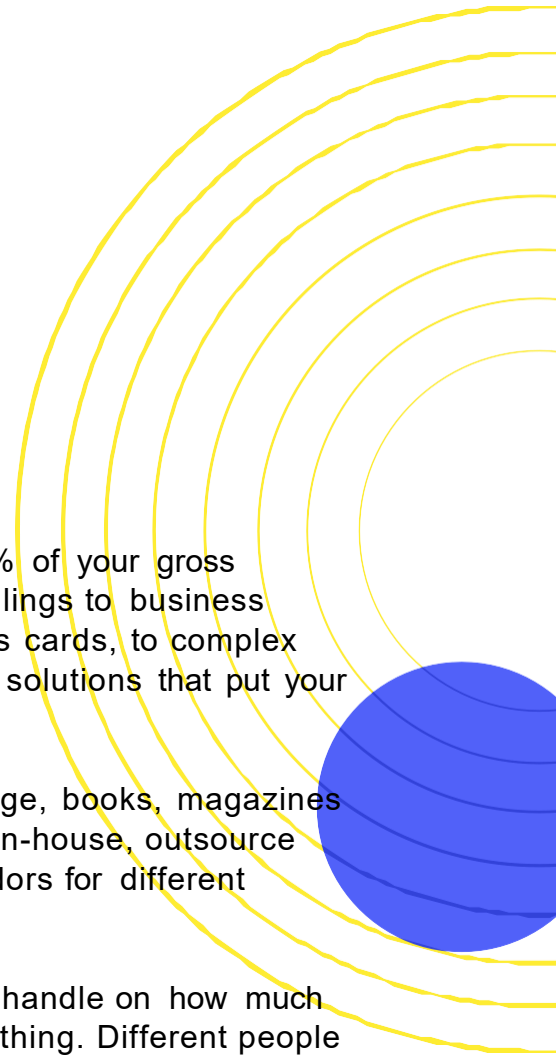 % of your gross
lings to business
s cards, to complex
solutions that put your
ge, books, magazines
n-house, outsource
lors for different
handle on how much
thing. Different people